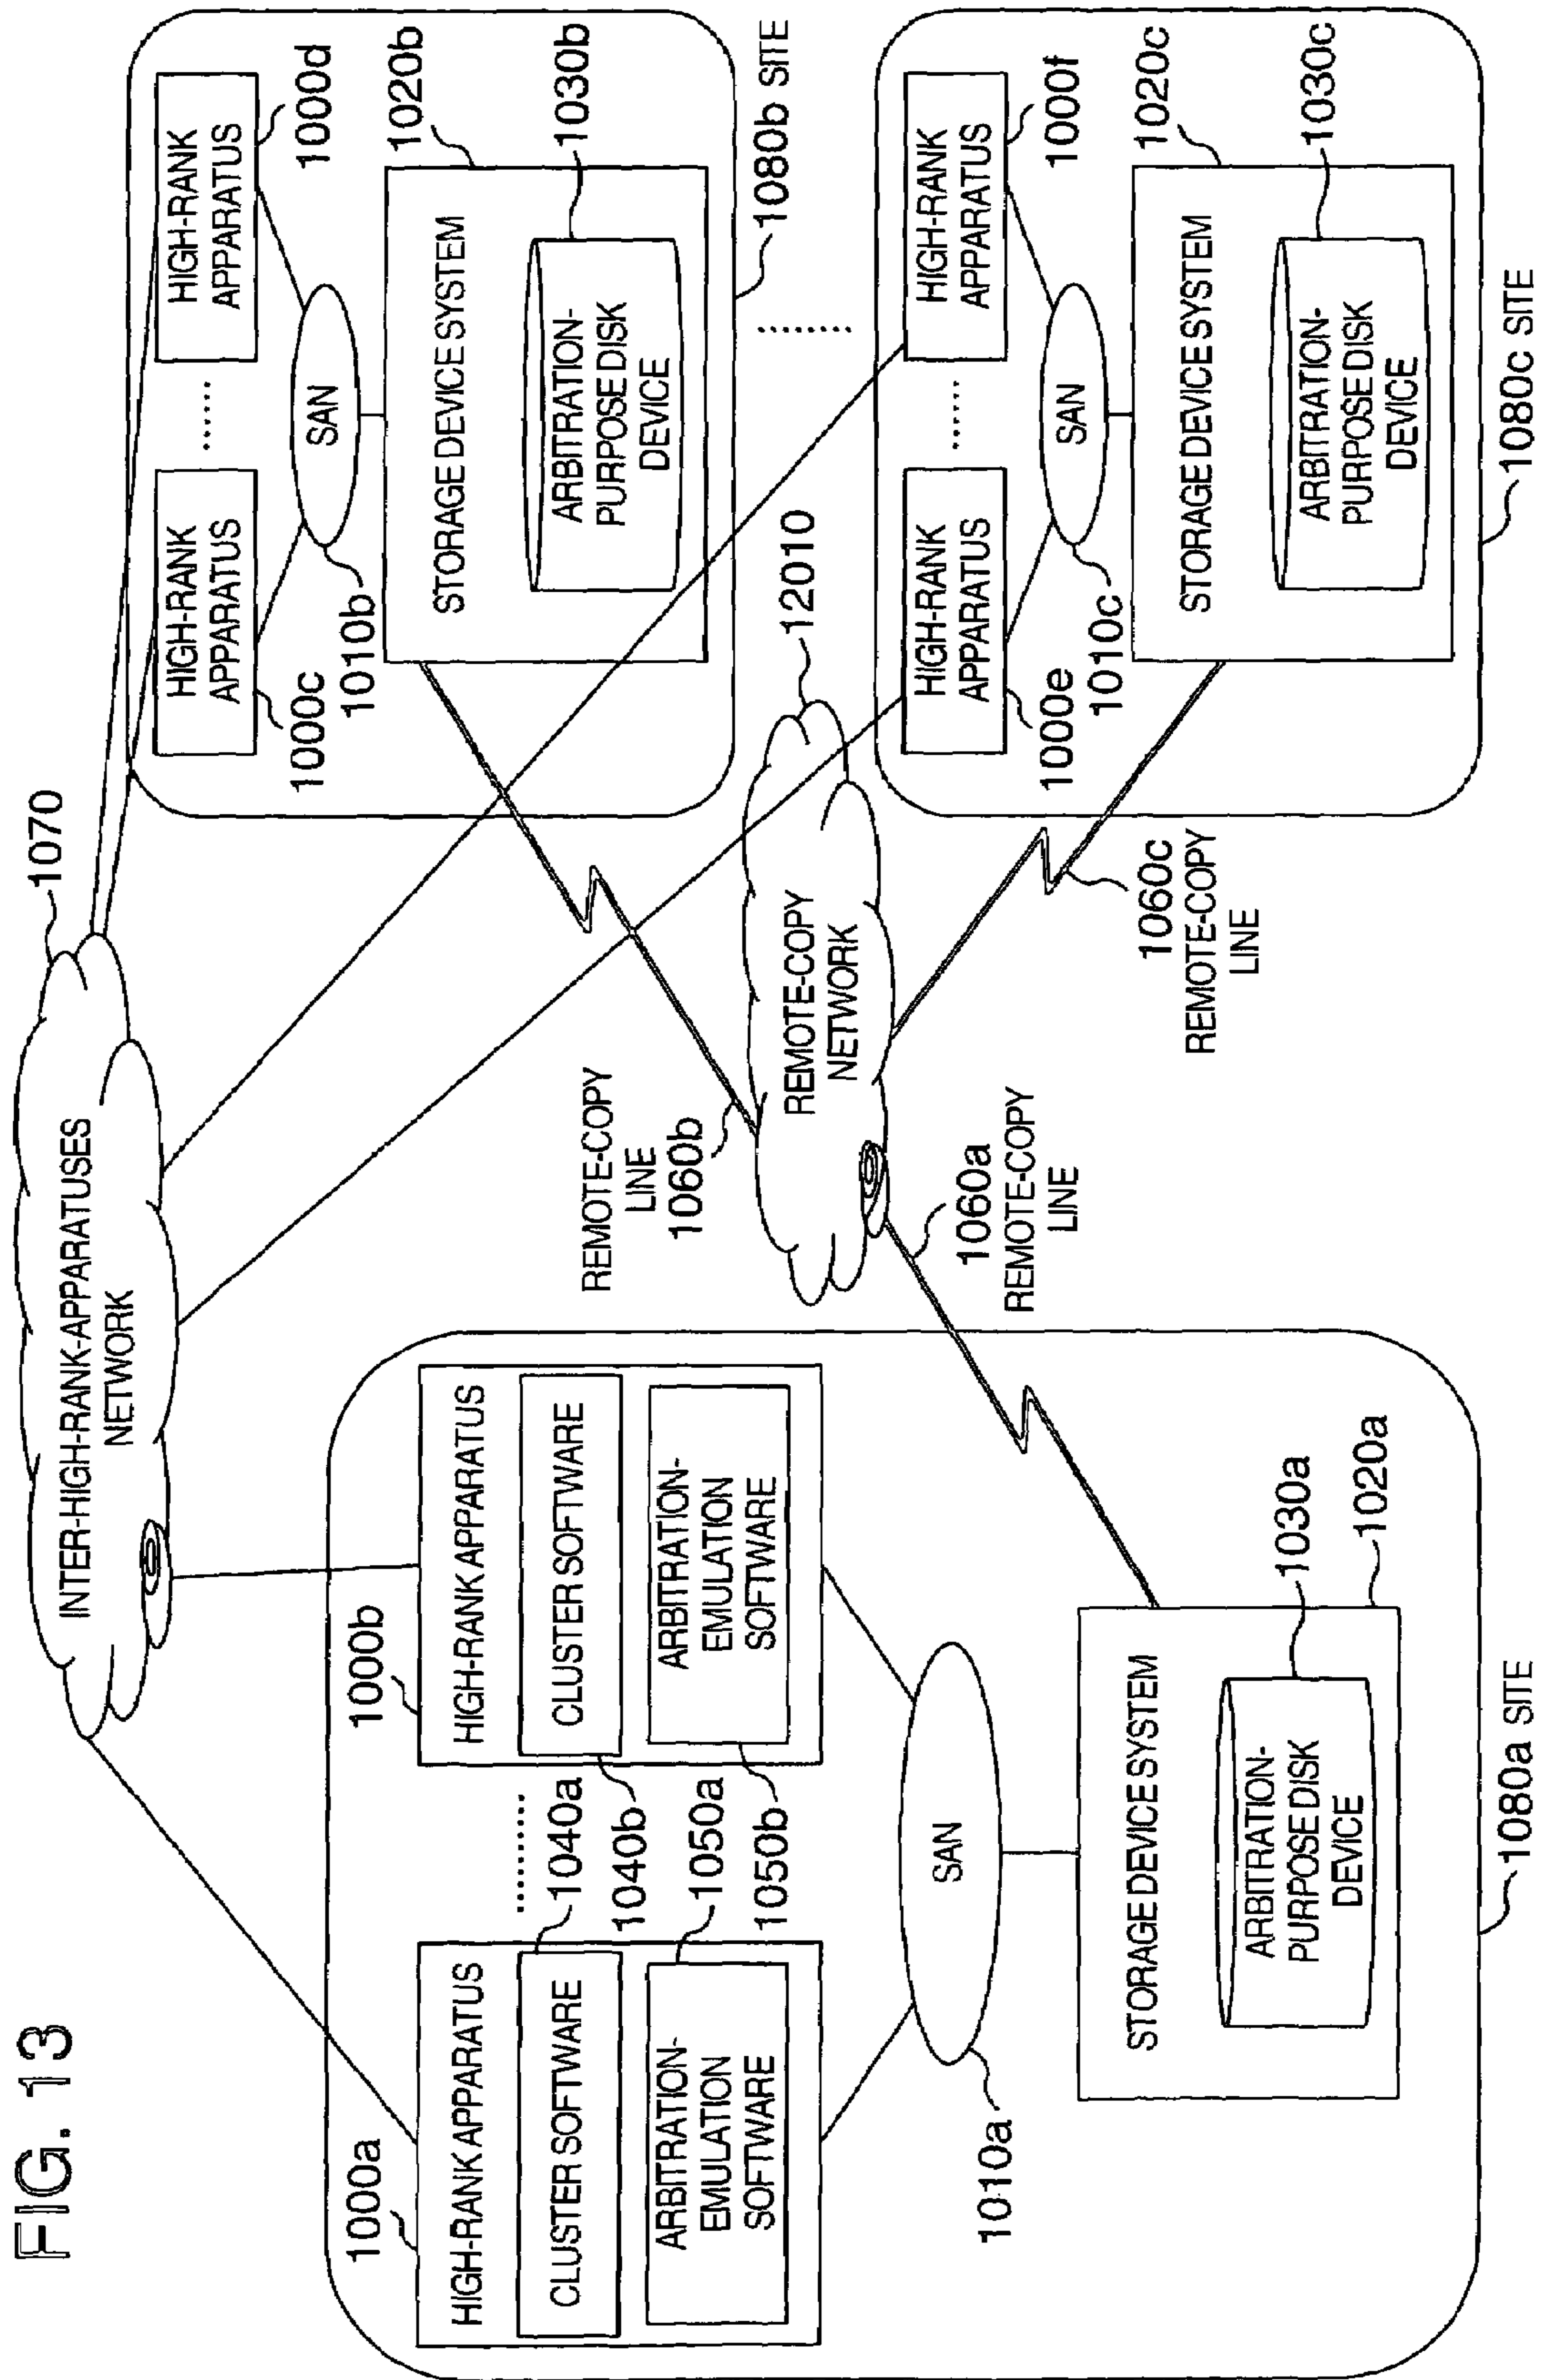 FIG. 13
INTER-HIGH-RANK-APPARATUSES
NETWORK
1070
1000a
HIGH-RANK APPARATUS
CLUSTER SOFTWARE
ARBITRATION-
EMULATION
SOFTWARE
1040a
1040b
1050a
1050b
1000b
HIGH-RANK APPARATUS
CLUSTER SOFTWARE
ARBITRATION-
EMULATION
SOFTWARE
SAN
1010a
STORAGE DEVICE SYSTEM
ARBITRATION-
PURPOSE DISK
DEVICE
1030a
1020a
1080a SITE
REMOTE-COPY
LINE
1060b
REMOTE-COPY
NETWORK
12010
1060a
REMOTE-COPY
LINE
1060c
REMOTE-COPY
LINE
HIGH-RANK
APPARATUS
1000c
HIGH-RANK
APPARATUS
1000d
SAN
1010b
STORAGE DEVICE SYSTEM
1020b
ARBITRATION-
PURPOSE DISK
DEVICE
1030b
1080b SITE
HIGH-RANK
APPARATUS
1000e
HIGH-RANK
APPARATUS
1000f
SAN
1010c
STORAGE DEVICE SYSTEM
1020c
ARBITRATION-
PURPOSE DISK
DEVICE
1030c
1080c SITE